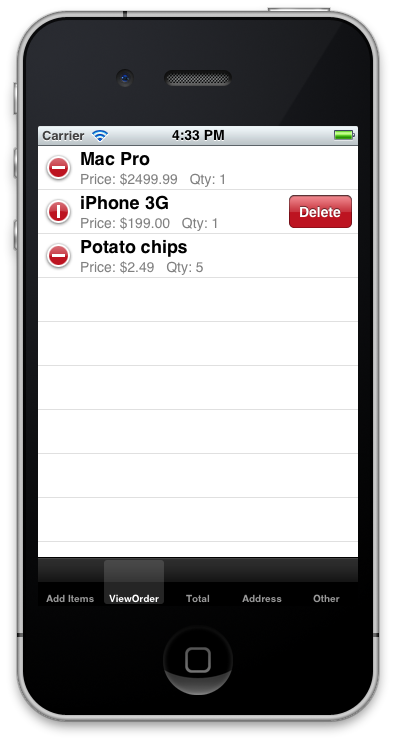 Carrier 4:33 PM
Mac Pro
Price: $2499.99 Qty: 1
iPhone 3G
Price: $199.00 Qty: 1
Delete
Potato chips
Price: $2.49 Qty: 5
Add Items ViewOrder Total Address Other